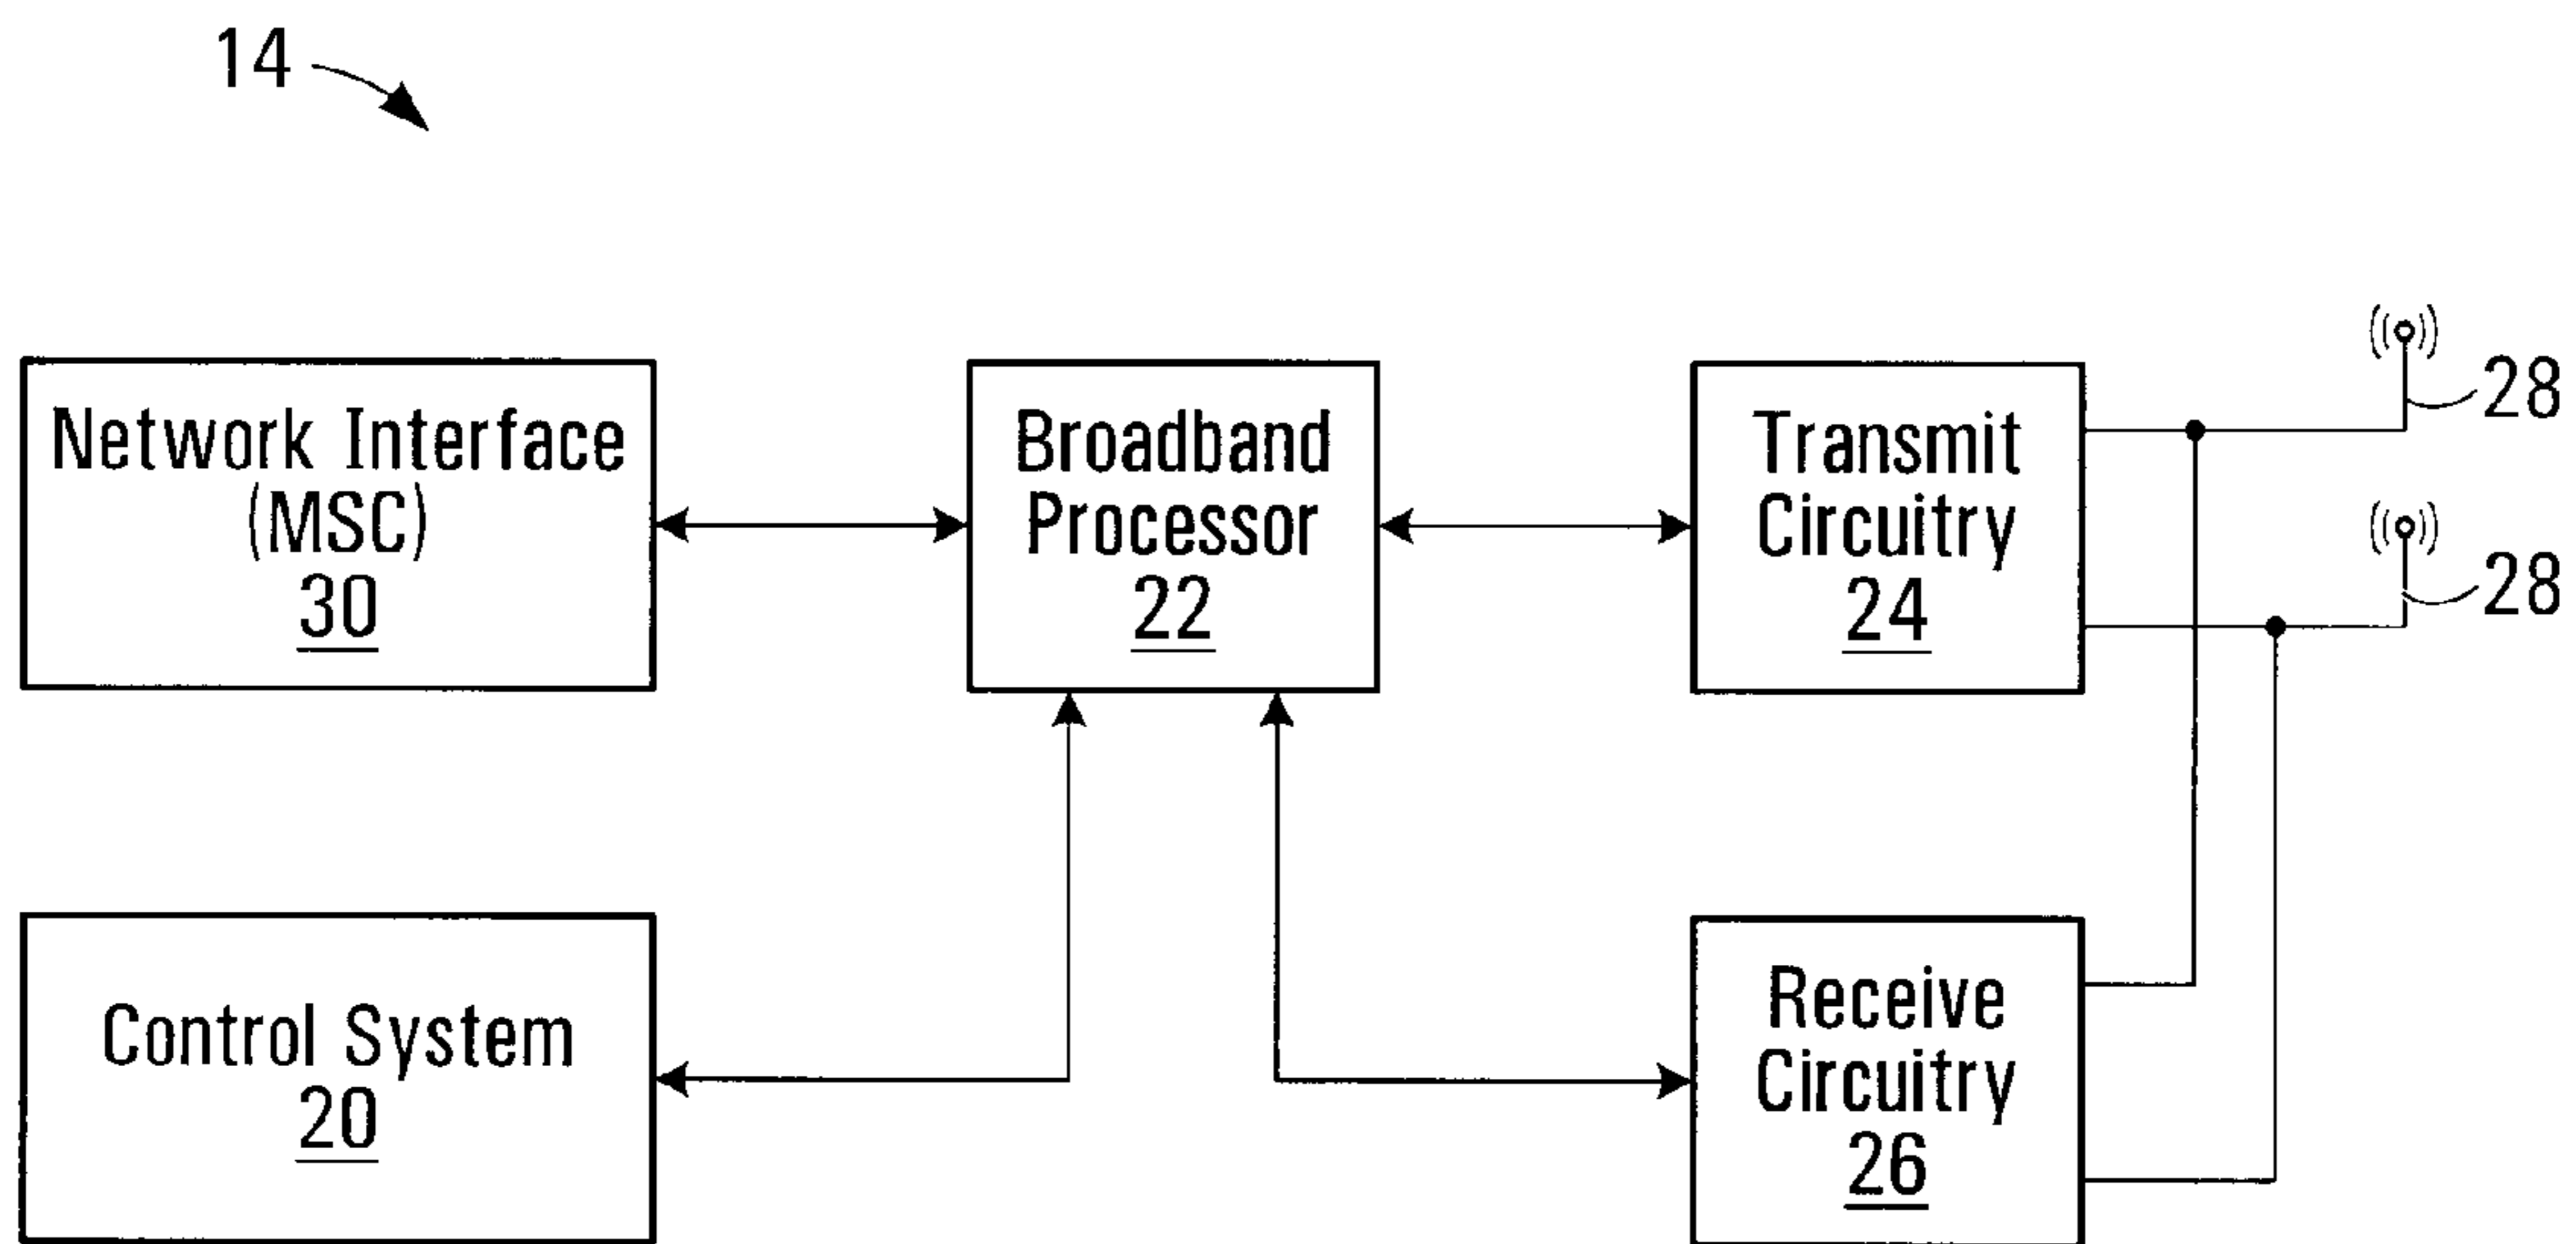 14
Network Interface
(MSC)
30
Broadband
Processor
22
Transmit
Circuitry
24
28
28
Control System
20
Receive
Circuitry
26